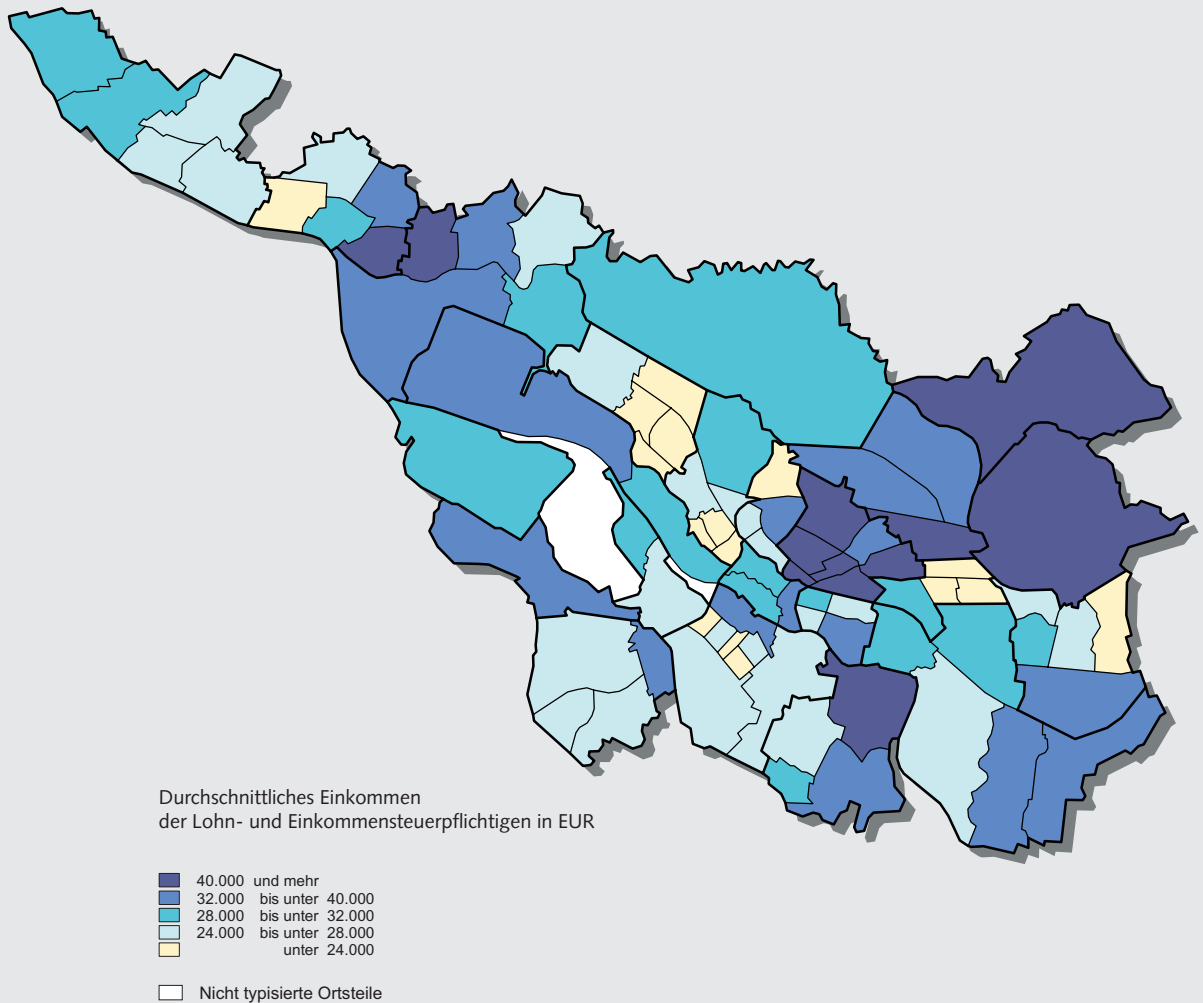 Durchschnittliches Einkommen
der Lohn- und Einkommensteuerpflichtigen in EUR
40.000 und mehr
32.000 bis unter 40.000
28.000 bis unter 32.000
24.000 bis unter 28.000
unter 24.000
Nicht typisierte Ortsteile